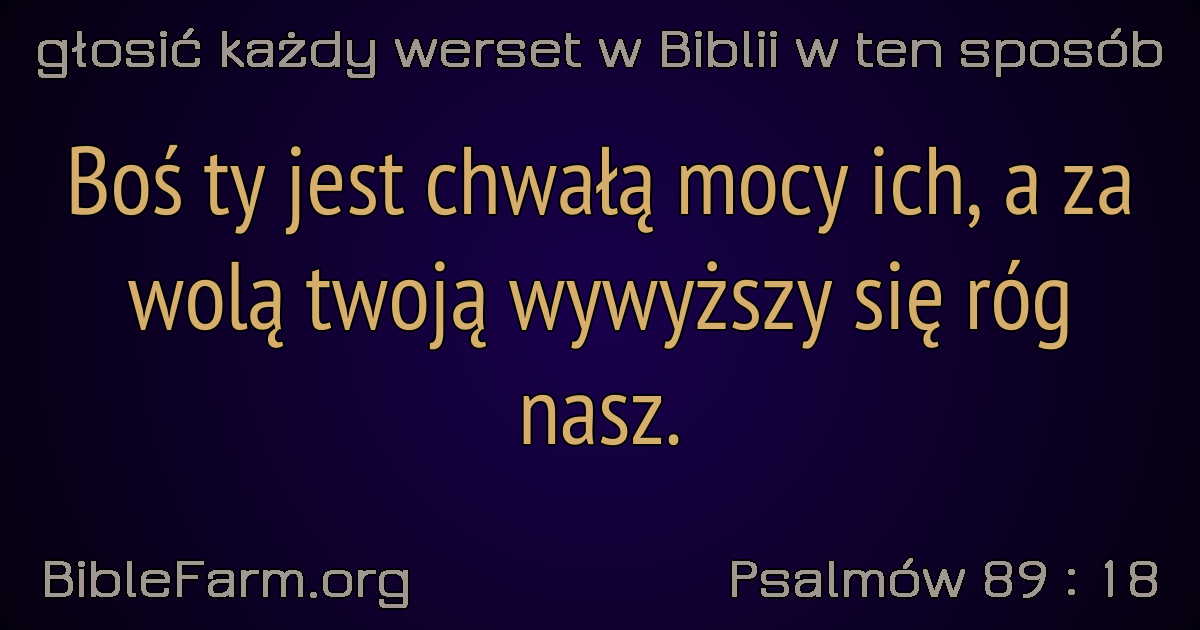 głosić każdy werset w Biblii w ten sposób
Boś ty jest chwałą mocy ich, a za
wolą twoją wywyższy się róg
nasz.
BibleFarm.org
Psalmów 89 : 18